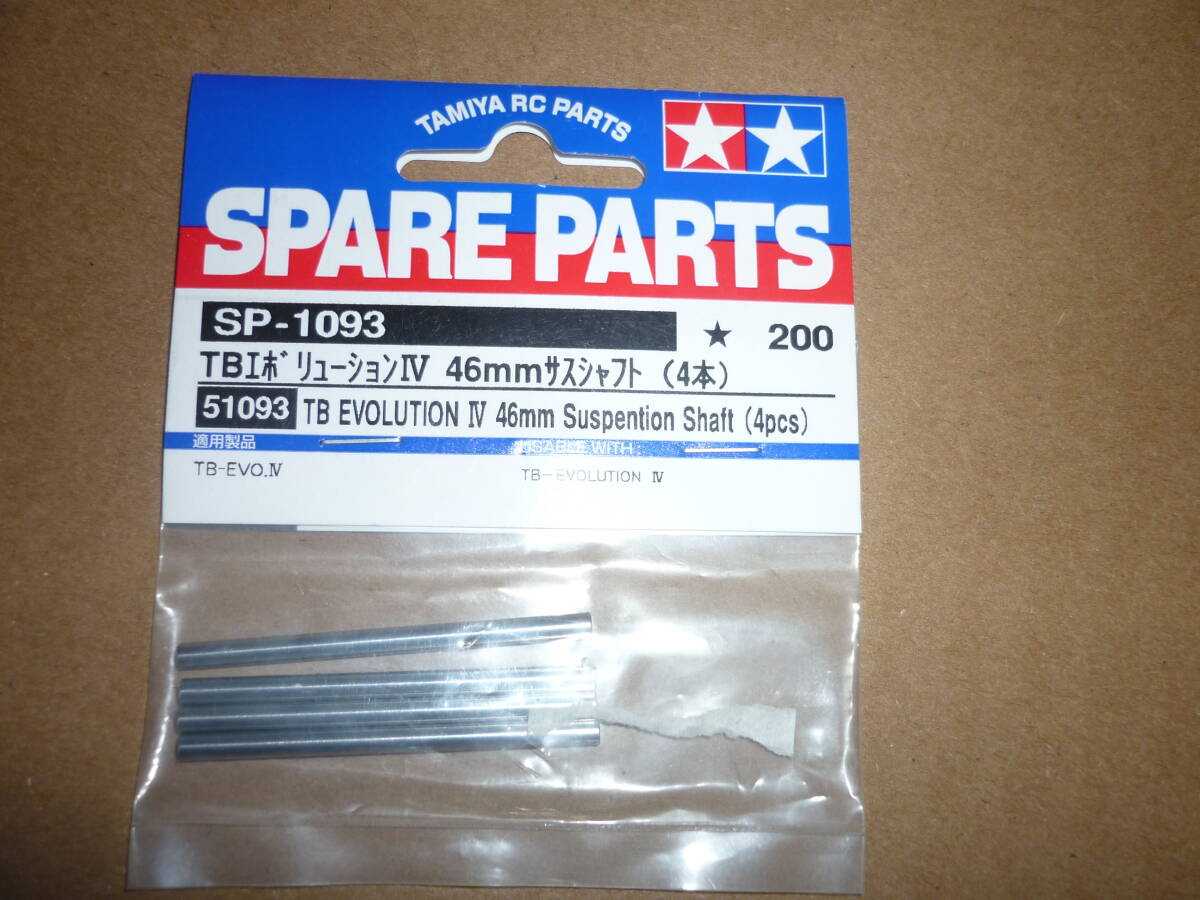 TAMIYA RC PARTS
SPARE PARTS
SP-1093
★ 200
TBエボリューションⅣ 46mmサスシャフト (4本)
51093 TB EVOLUTION Ⅳ 46mm Suspention Shaft (4pcs)
適用製品 USABLE WITH
TB-EVO.Ⅳ TB-EVOLUTION Ⅳ